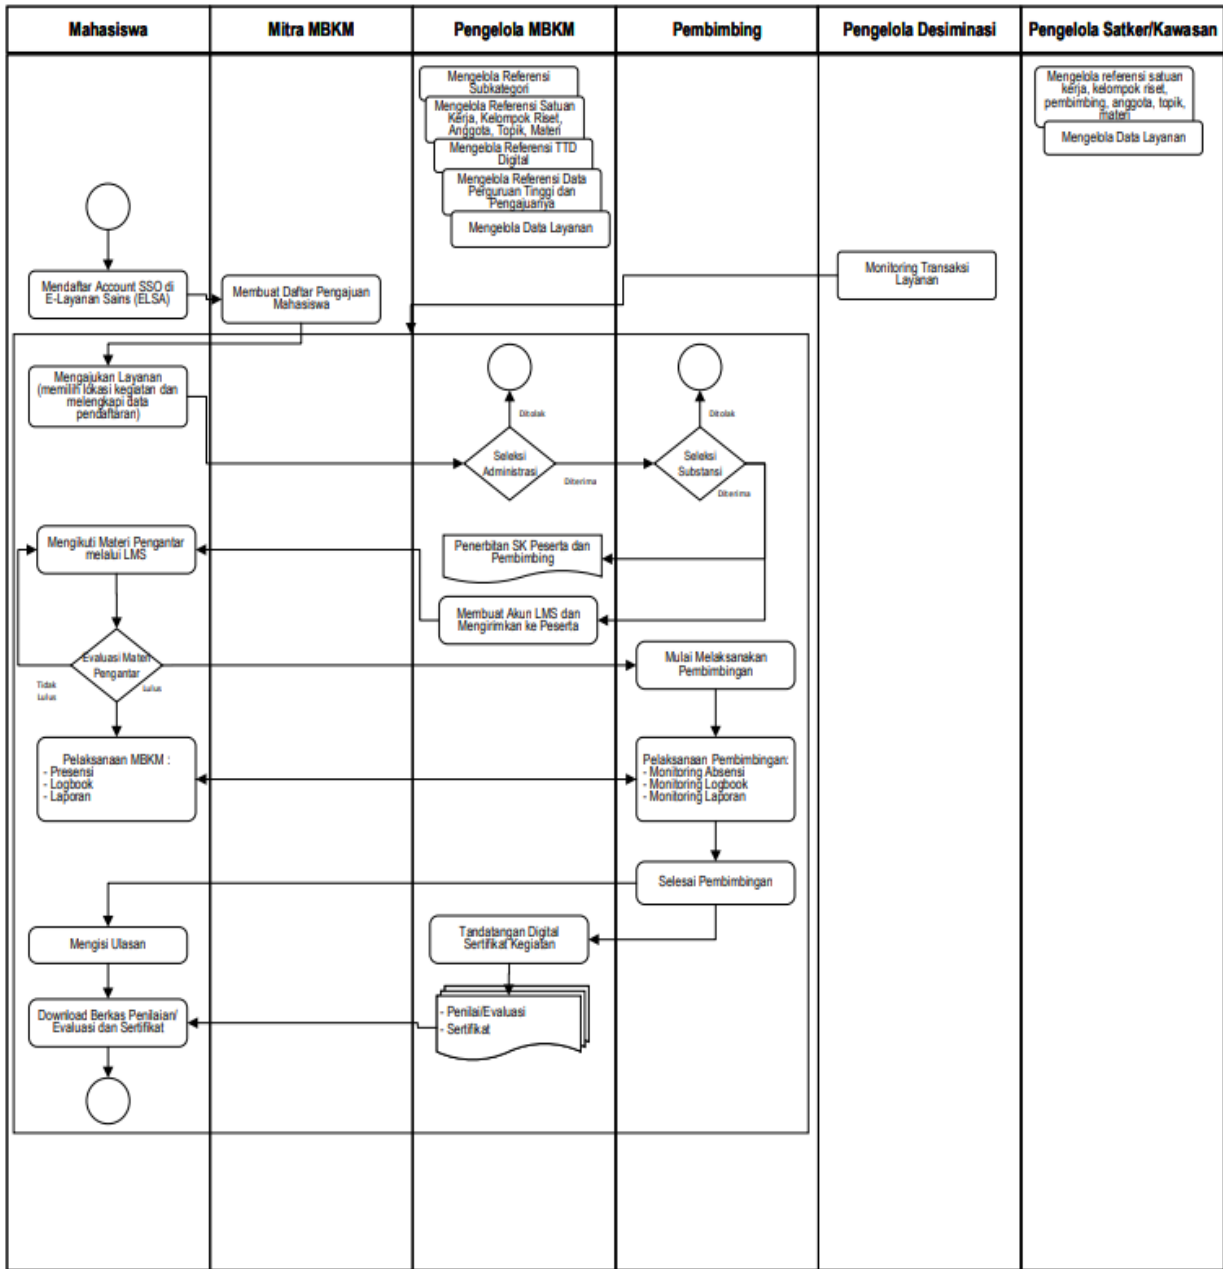 Mahasiswa
Mitra MBKM
Pengelola MBKM
Pembimbing
Pengelola Desiminasi
Pengelola Satker/Kawasan
Mengelola Referensi
Subkategori
Mengelola Referensi Satuan
Kerja, Kelompok Riset,
Anggota, Topik, Materi
Mengelola Referensi TTD
Digital
Mengelola Referensi Data
Perguruan Tinggi dan
Pengajuanya
Mengelola Data Layanan
Mengelola referensi satuan
kerja, kelompok riset,
pembimbing, anggota, topik,
materi
Mengelola Data Layanan
Mendaftar Account SSO di
E-Layanan Sains (ELSA)
Membuat Daftar Pengajuan
Mahasiswa
Monitoring Transaksi
Layanan
Mengajukan Layanan
(memilih lokasi kegiatan dan
melengkapi data
pendaftaran)
Ditolak
Ditolak
Seleksi
Administrasi
Diterima
Seleksi
Substansi
Diterima
Mengikuti Materi Pengantar
melalui LMS
Penerbitan SK Peserta dan
Pembimbing
Membuat Akun LMS dan
Mengirimkan ke Peserta
Evaluasi Materi
Pengantar
Tidak
Lulus
Lulus
Mulai Melaksanakan
Pembimbingan
Pelaksanaan MBKM :
- Presensi
- Logbook
- Laporan
Pelaksanaan Pembimbingan:
- Monitoring Absensi
- Monitoring Logbook
- Monitoring Laporan
Selesai Pembimbingan
Mengisi Ulasan
Tandatangan Digital
Sertifikat Kegiatan
Download Berkas Penilaian/
Evaluasi dan Sertifikat
- Penilai/Evaluasi
- Sertifikat